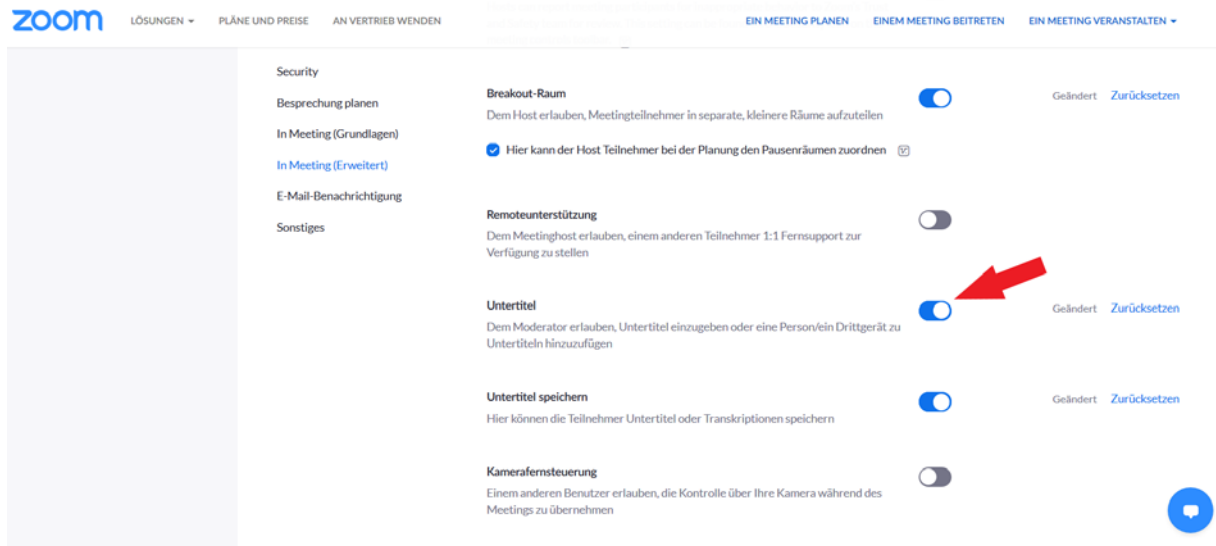 zoom
LÖSUNGEN
PLÄNE UND PREISE
AN VERTRIEB WENDEN
EIN MEETING PLANEN
EINEM MEETING BEITRETEN
EIN MEETING VERANSTALTEN
Security
Besprechung planen
In Meeting (Grundlagen)
In Meeting (Erweitert)
E-Mail-Benachrichtigung
Sonstiges
Breakout-Raum
Geändert Zurücksetzen
Dem Host erlauben, Meetingteilnehmer in separate, kleinere Räume aufzuteilen
Hier kann der Host Teilnehmer bei der Planung den Pausenräumen zuordnen
Remoteunterstützung
Dem Meetinghost erlauben, einem anderen Teilnehmer 1:1 Fernsupport zur
Verfügung zu stellen
Untertitel
Geändert Zurücksetzen
Dem Moderator erlauben, Untertitel einzugeben oder eine Person/ein Drittgerät zu
Untertiteln hinzuzufügen
Untertitel speichern
Geändert Zurücksetzen
Hier können die Teilnehmer Untertitel oder Transkriptionen speichern
Kamerafernsteuerung
Einem anderen Benutzer erlauben, die Kontrolle über Ihre Kamera während des
Meetings zu übernehmen